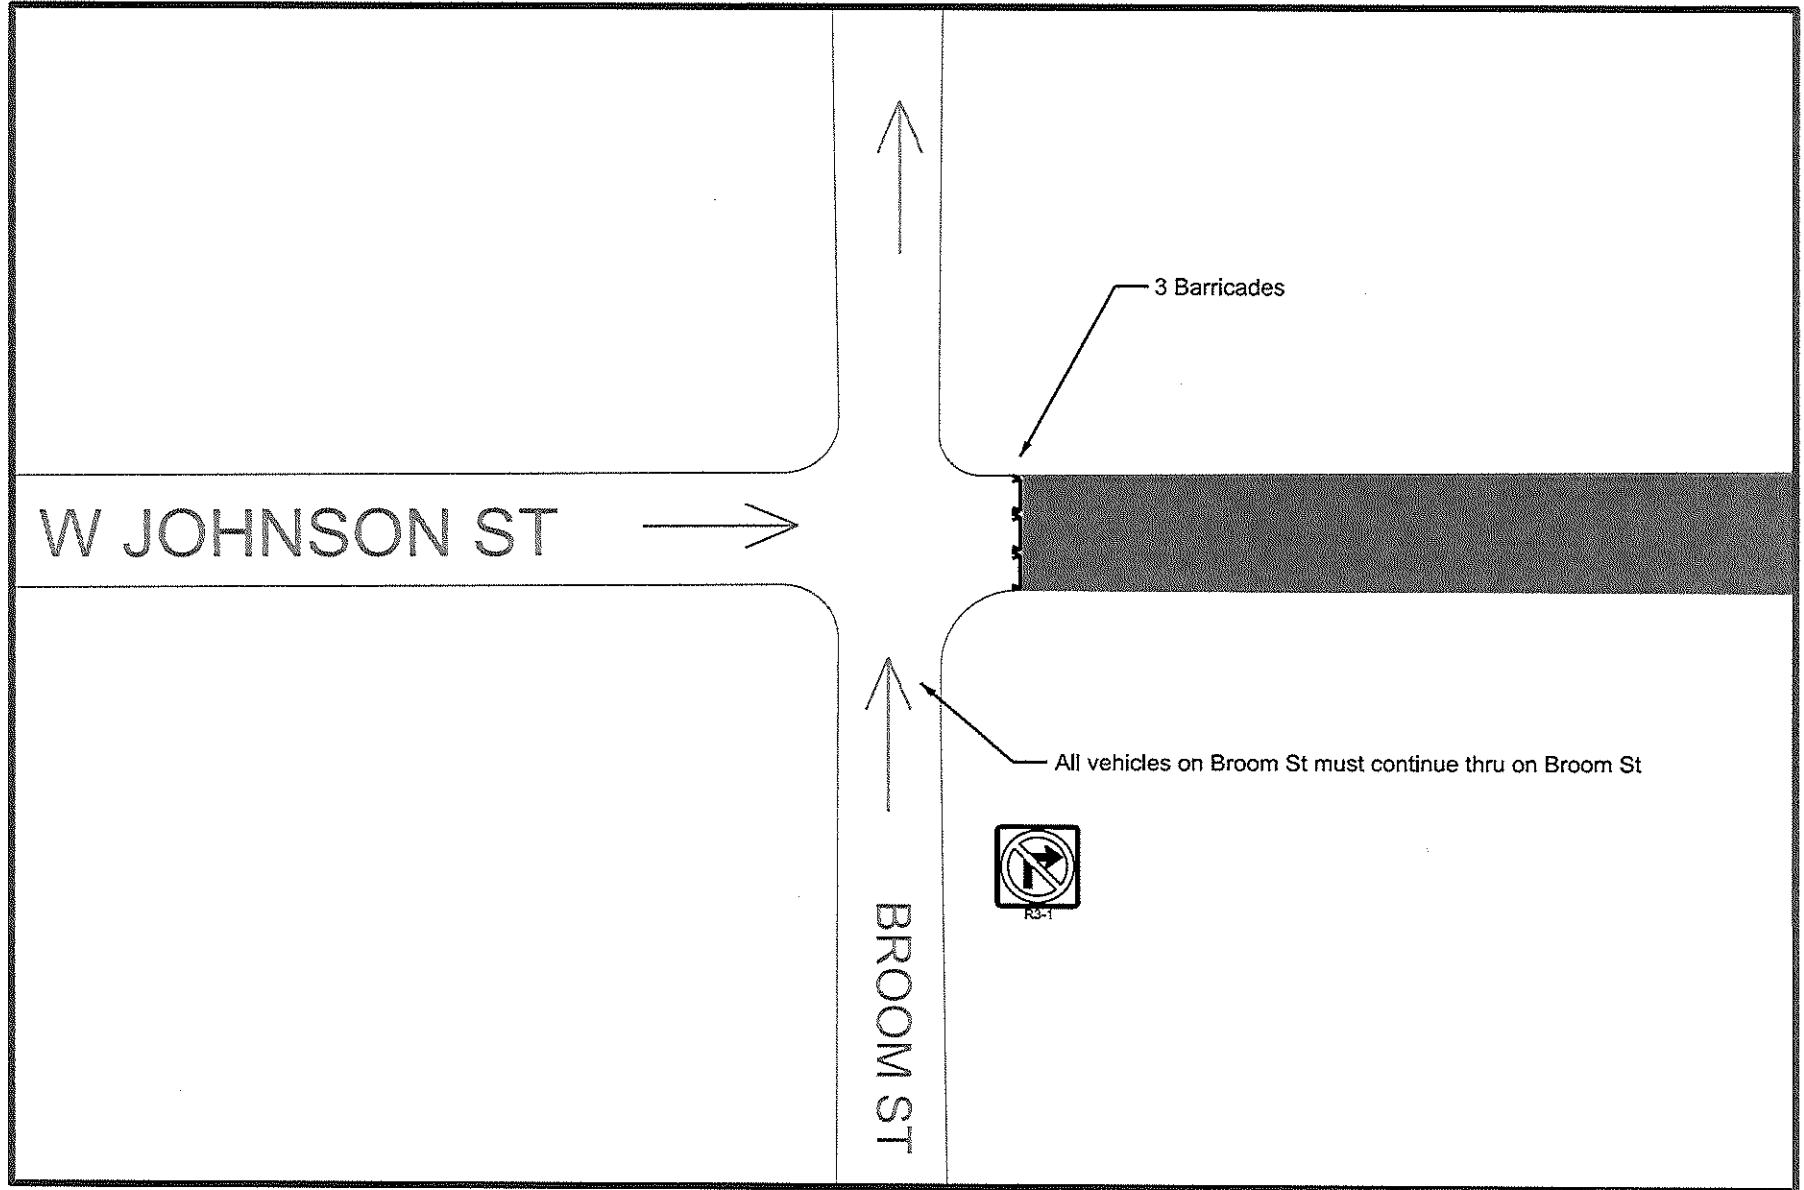 3 Barricades
W JOHNSON ST
All vehicles on Broom St must continue thru on Broom St
R3-1
BROOM ST